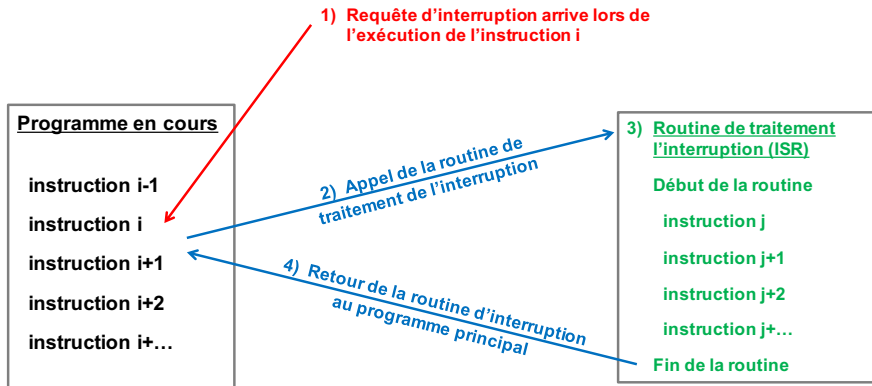 1) Requête d’interruption arrive lors de
l’exécution de l’instruction i
Programme en cours
instruction i-1
instruction i
instruction i+1
instruction i+2
instruction i+…
2) Appel de la routine de
traitement de l’interruption
3) Routine de traitement
l’interruption (ISR)
Début de la routine
instruction j
instruction j+1
instruction j+2
instruction j+…
Fin de la routine
4) Retour de la routine d’interruption
au programme principal